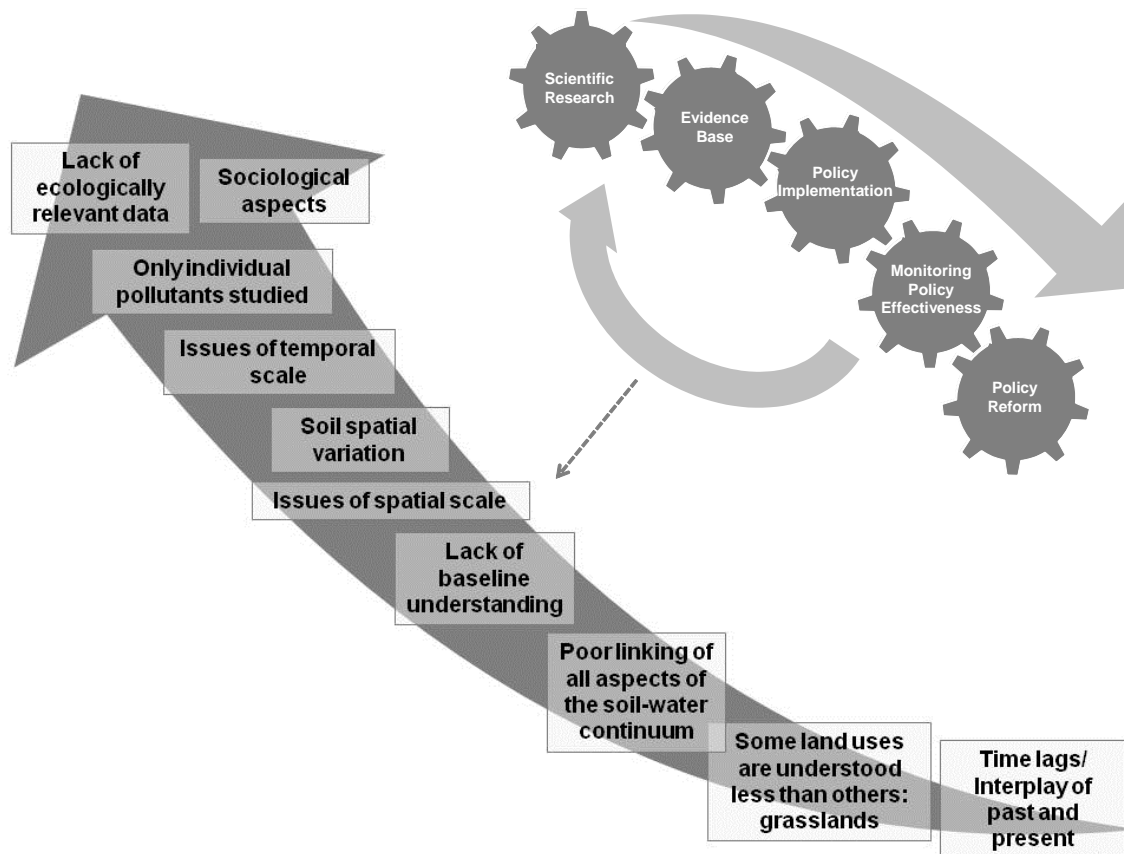 Scientific
Research
Evidence
Base
Policy
Implementation
Monitoring
Policy
Effectiveness
Policy
Reform
Lack of
ecologically
relevant data
Sociological
aspects
Only individual
pollutants studied
Issues of temporal
scale
Soil spatial
variation
Issues of spatial scale
Lack of
baseline
understanding
Poor linking of
all aspects of
the soil-water
continuum
Some land uses
are understood
less than others:
grasslands
Time lags/
Interplay of
past and
present